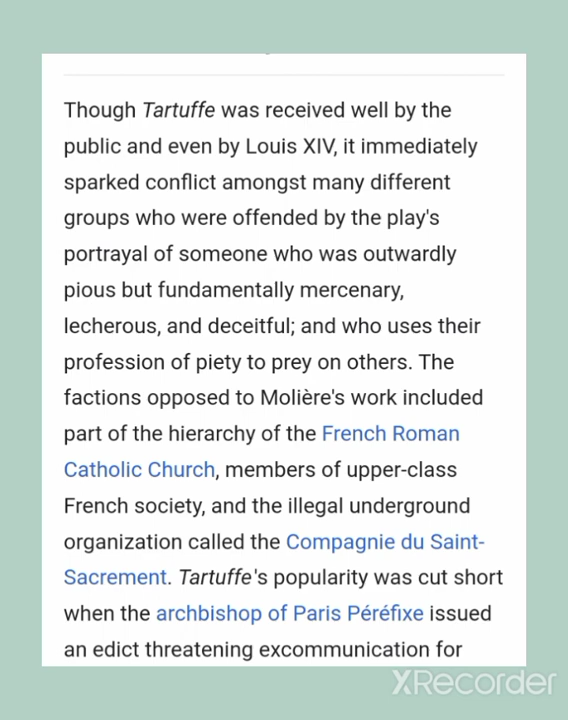 Though Tartuffe was received well by the
public and even by Louis XIV, it immediately
sparked conflict amongst many different
groups who were offended by the play's
portrayal of someone who was outwardly
pious but fundamentally mercenary,
lecherous, and deceitful; and who uses their
profession of piety to prey on others. The
factions opposed to Molière's work included
part of the hierarchy of the French Roman
Catholic Church, members of upper-class
French society, and the illegal underground
organization called the Compagnie du Saint-
Sacrement. Tartuffe's popularity was cut short
when the archbishop of Paris Péréfixe issued
an edict threatening excommunication for
XRecorder